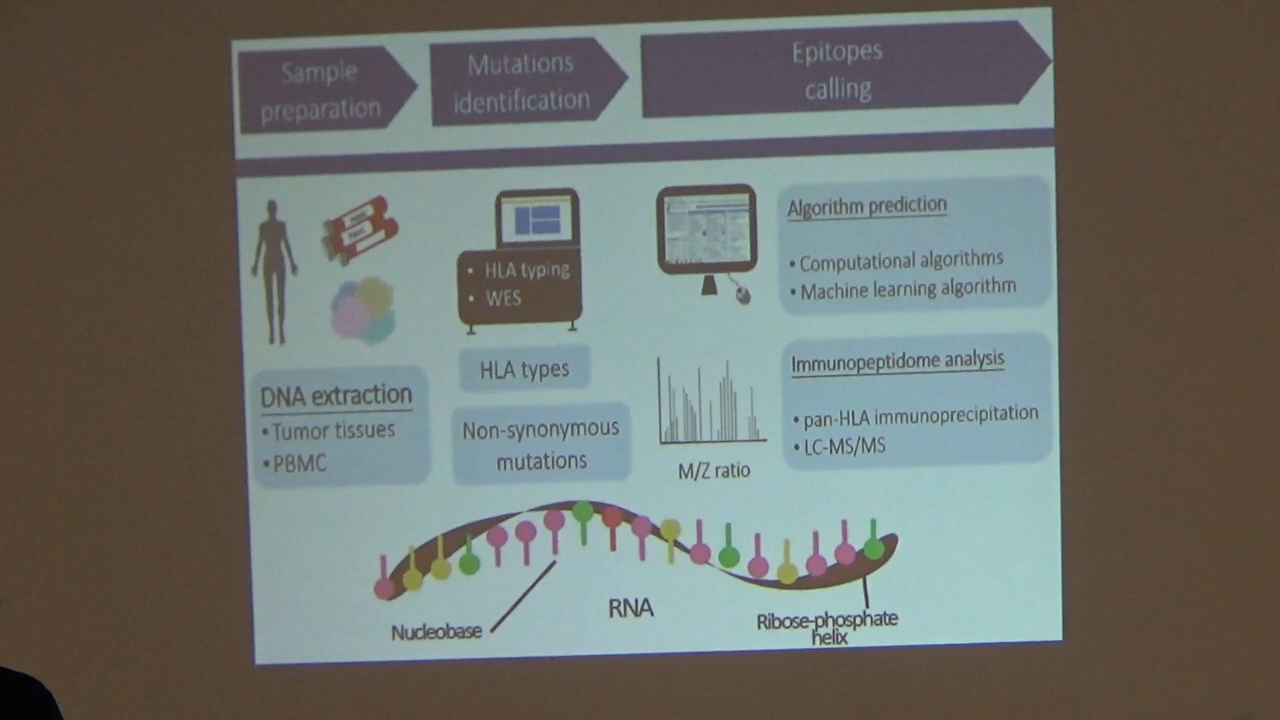 Sample
preparation
Mutations
identification
Epitopes
calling
• HLA typing
• WES
Algorithm prediction
• Computational algorithms
• Machine learning algorithm
DNA extraction
• Tumor tissues
• PBMC
HLA types
Non-synonymous
mutations
M/Z ratio
Immunopeptidome analysis
• pan-HLA immunoprecipitation
• LC-MS/MS
Nucleobase
RNA
Ribose-phosphate
helix